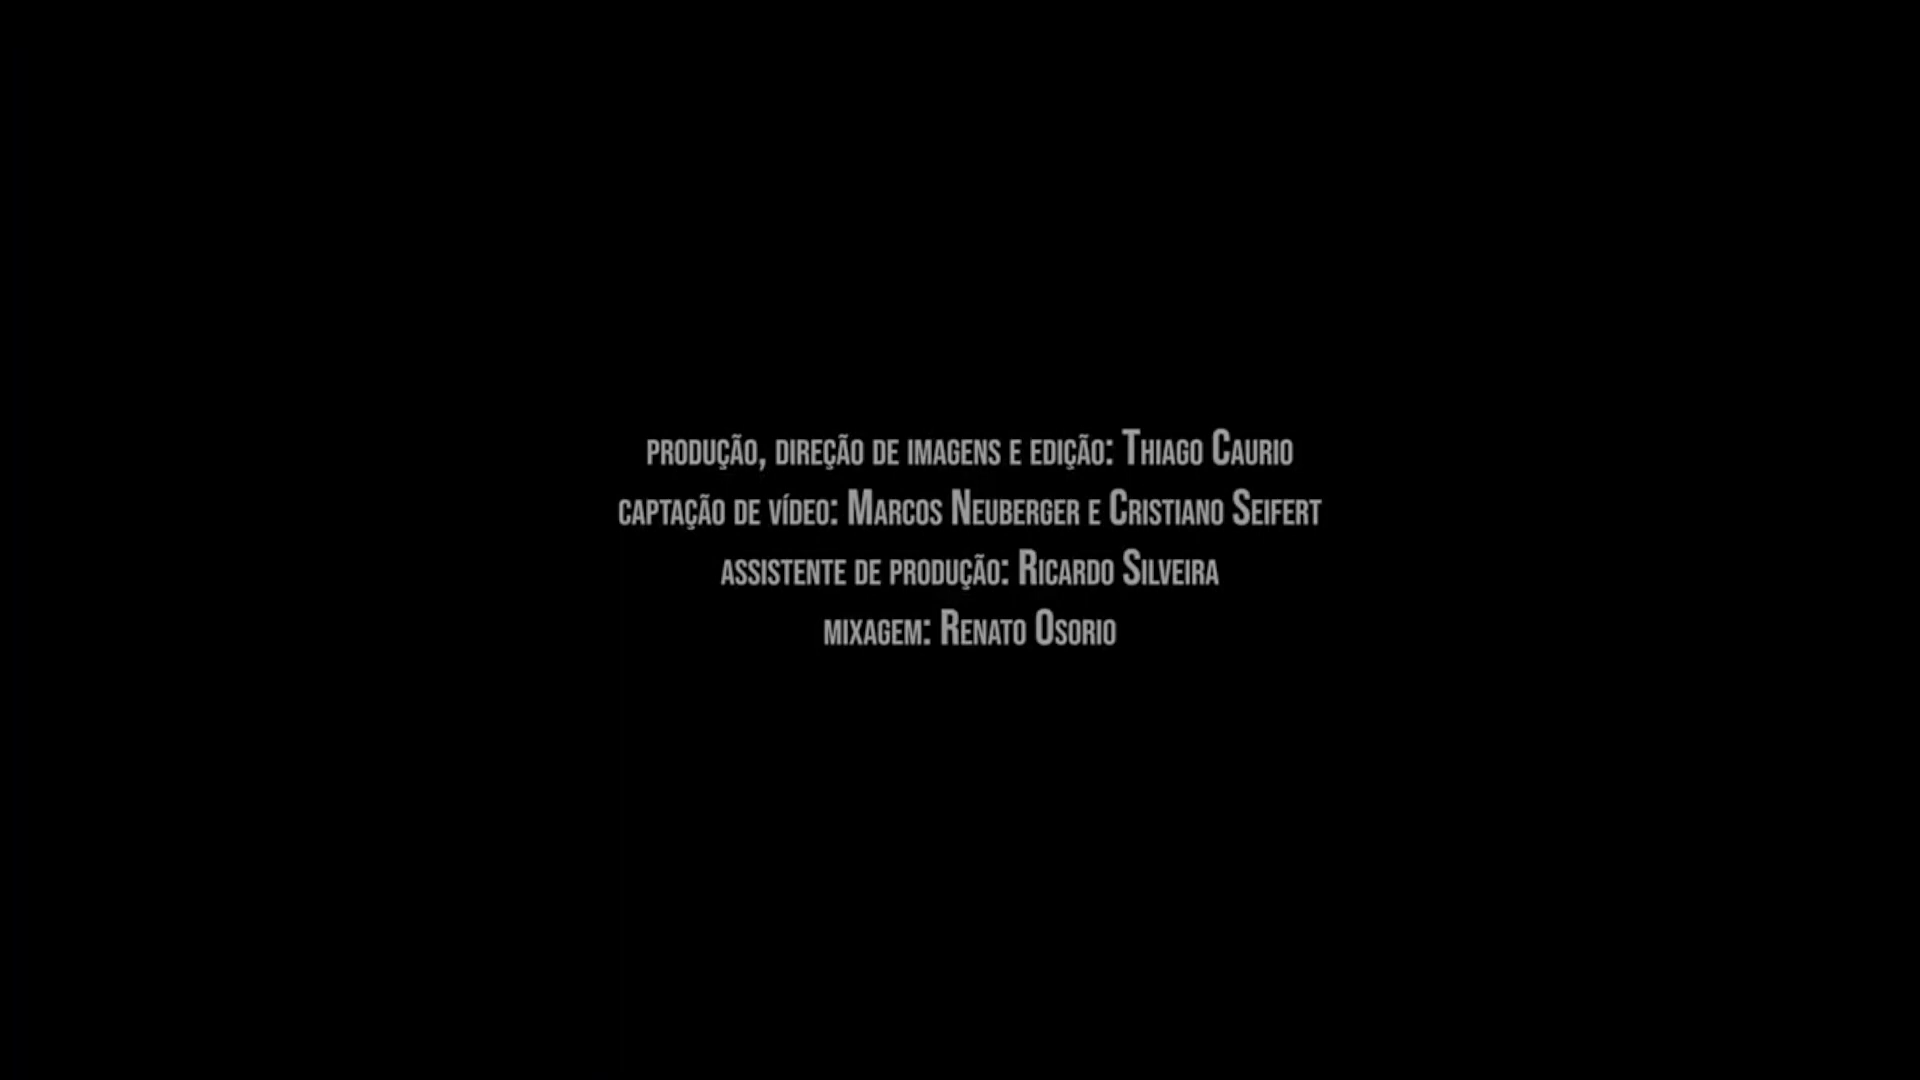 produção, direção de imagens e edição: Thiago Caurio
captação de vídeo: Marcos Neuberger e Cristiano Seifert
assistente de produção: Ricardo Silveira
mixagem: Renato Osorio